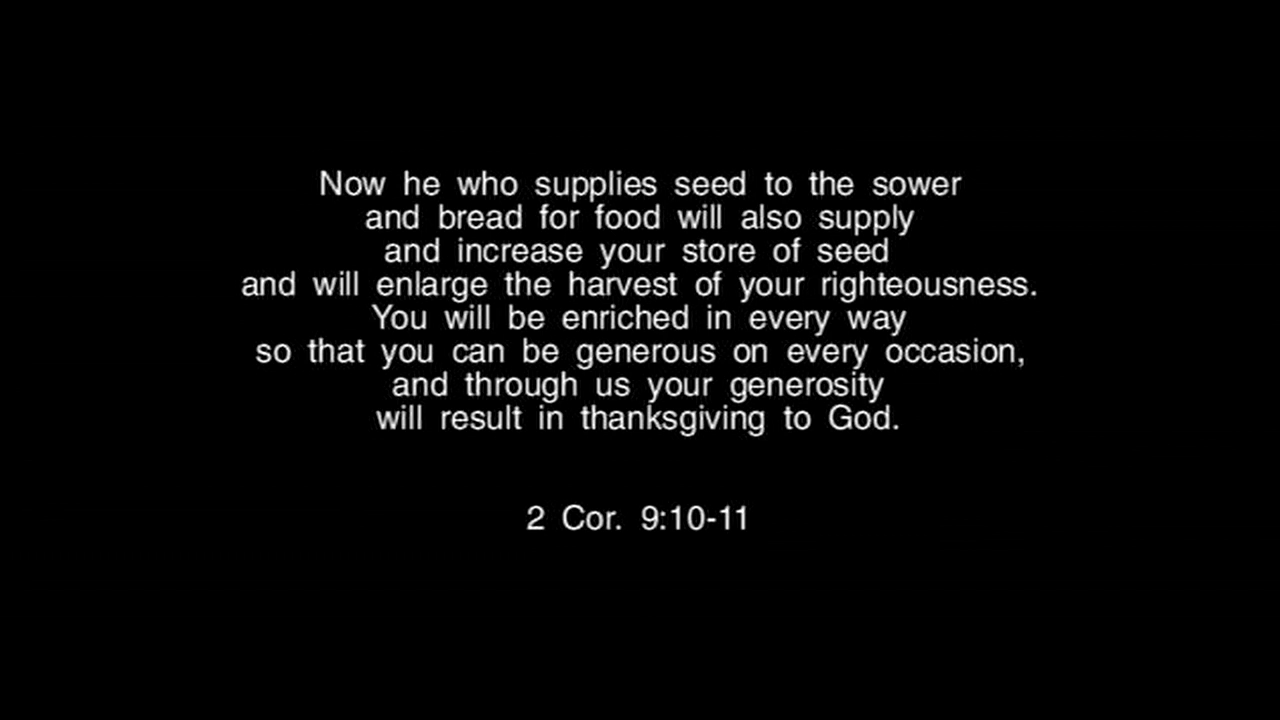 Now he who supplies seed to the sower
and bread for food will also supply
and increase your store of seed
and will enlarge the harvest of your righteousness.
You will be enriched in every way
so that you can be generous on every occasion,
and through us your generosity
will result in thanksgiving to God.
2 Cor. 9:10-11